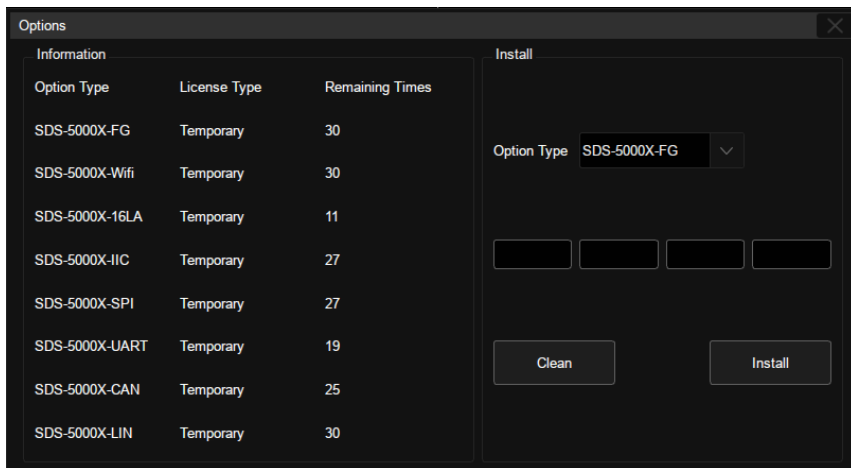 Options
Information
Option Type License Type Remaining Times
SDS-5000X-FG Temporary 30
SDS-5000X-Wifi Temporary 30
SDS-5000X-16LA Temporary 11
SDS-5000X-IIC Temporary 27
SDS-5000X-SPI Temporary 27
SDS-5000X-UART Temporary 19
SDS-5000X-CAN Temporary 25
SDS-5000X-LIN Temporary 30
Install
Option Type SDS-5000X-FG
Clean Install